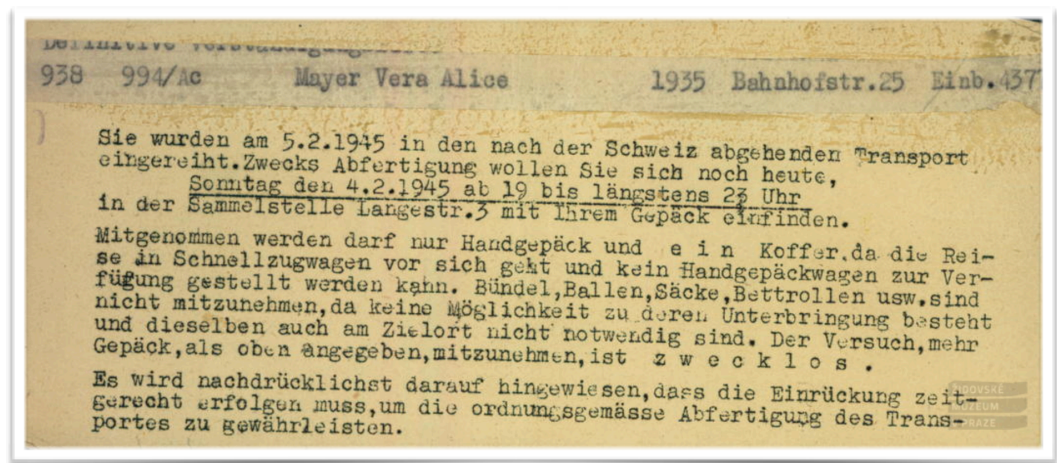 Definitive Verständigung
938 994/Ac Mayer Vera Alice 1935 Bahnhofstr.25 Einb.437
Sie wurden am 5.2.1945 in den nach der Schweiz abgehenden Transport
eingereiht.Zwecks Abfertigung wollen Sie sich noch heute,
Sonntag den 4.2.1945 ab 19 bis längstens 23 Uhr
in der Sammelstelle Langestr.3 mit Ihrem Gepäck einfinden.
Mitgenommen werden darf nur Handgepäck und e i n Koffer,da die Rei-
se in Schnellzugwagen vor sich geht und kein Handgepäckwagen zur Ver-
fügung gestellt werden kann. Bündel,Ballen,Säcke,Bettrollen usw.sind
nicht mitzunehmen,da keine Möglichkeit zu deren Unterbringung besteht
und dieselben auch am Zielort nicht notwendig sind. Der Versuch,mehr
Gepäck,als oben angegeben,mitzunehmen,ist z w e c k l o s .
Es wird nachdrücklichst darauf hingewiesen,dass die Einrückung zeit-
gerecht erfolgen muss,um die ordnungsgemässe Abfertigung des Trans-
portes zu gewährleisten.
ŽIDOVSKÉ
MUZEUM
V PRAZE